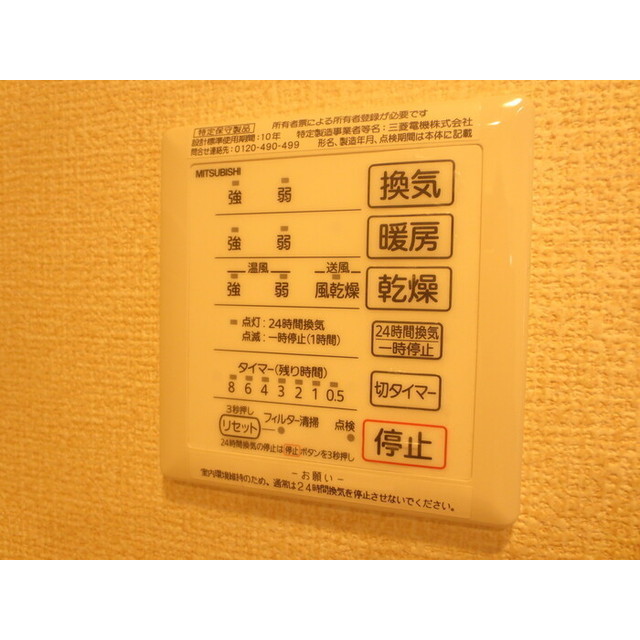 所有者票による所有者登録が必要です
特定保守製品
設計標準使用期間:10年 特定製造事業者等名:三菱電機株式会社
問合せ連絡先:0120-490-499 形名、製造年月、点検期間は本体に記載
MITSUBISHI
強 弱 換気
強 弱 暖房
温風 送風
強 弱 風乾燥 乾燥
点灯:24時間換気
点滅:一時停止(1時間)
24時間換気
一時停止
タイマー(残り時間)
8 6 4 3 2 1 0.5
切タイマー
3秒押し
リセット フィルター清掃 点検
停止
24時間換気の停止は停止ボタンを3秒押し
-お願い-
室内環境維持のため、通常は24時間換気を停止させないでください。